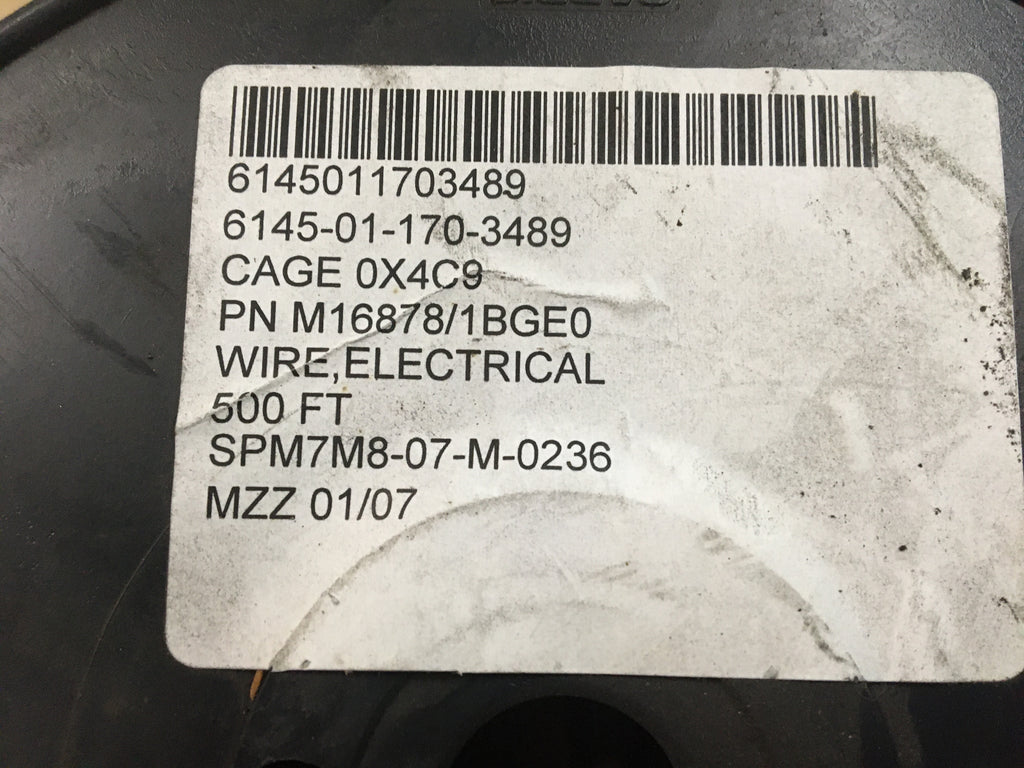 6145011703489
6145-01-170-3489
CAGE 0X4C9
PN M16878/1BGE0
WIRE,ELECTRICAL
500 FT
SPM7M8-07-M-0236
MZZ 01/07